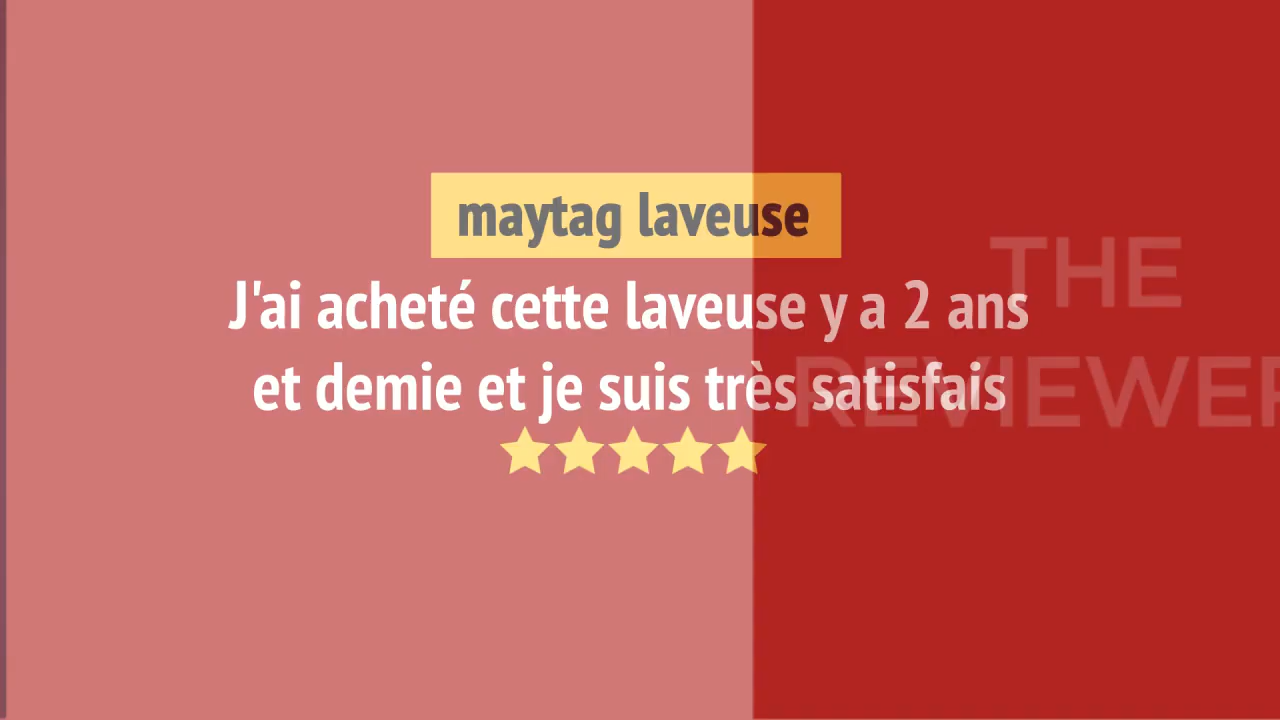 maytag laveuse
J'ai acheté cette laveuse y a 2 ans
et demie et je suis très satisfais
THE
REVIEWER